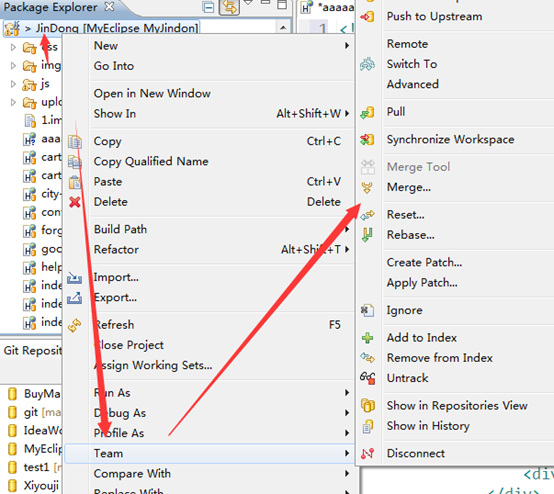 Package Explorer
*aaaaa
1
<!
> JinDong [MyEclipse MyJindon]
css
img
js
uplo
1.im
aaa
cart
cart
city-
con
forg
goo
help
inde
inde
inde
New
Go Into
Open in New Window
Show In Alt+Shift+W
Copy Ctrl+C
Copy Qualified Name
Paste Ctrl+V
Delete Delete
Build Path
Refactor Alt+Shift+T
Import...
Export...
Refresh F5
Close Project
Assign Working Sets...
Run As
Debug As
Profile As
Team
Compare With
Replace With
Push to Upstream
Remote
Switch To
Advanced
Pull
Synchronize Workspace
Merge Tool
Merge...
Reset...
Rebase...
Create Patch...
Apply Patch...
Ignore
Add to Index
Remove from Index
Untrack
Show in Repositories View
Show in History
Disconnect
Git Reposit
BuyMa
git [ma
IdeaWo
MyEclip
test1 [
Xiyouji
<div>
</div>